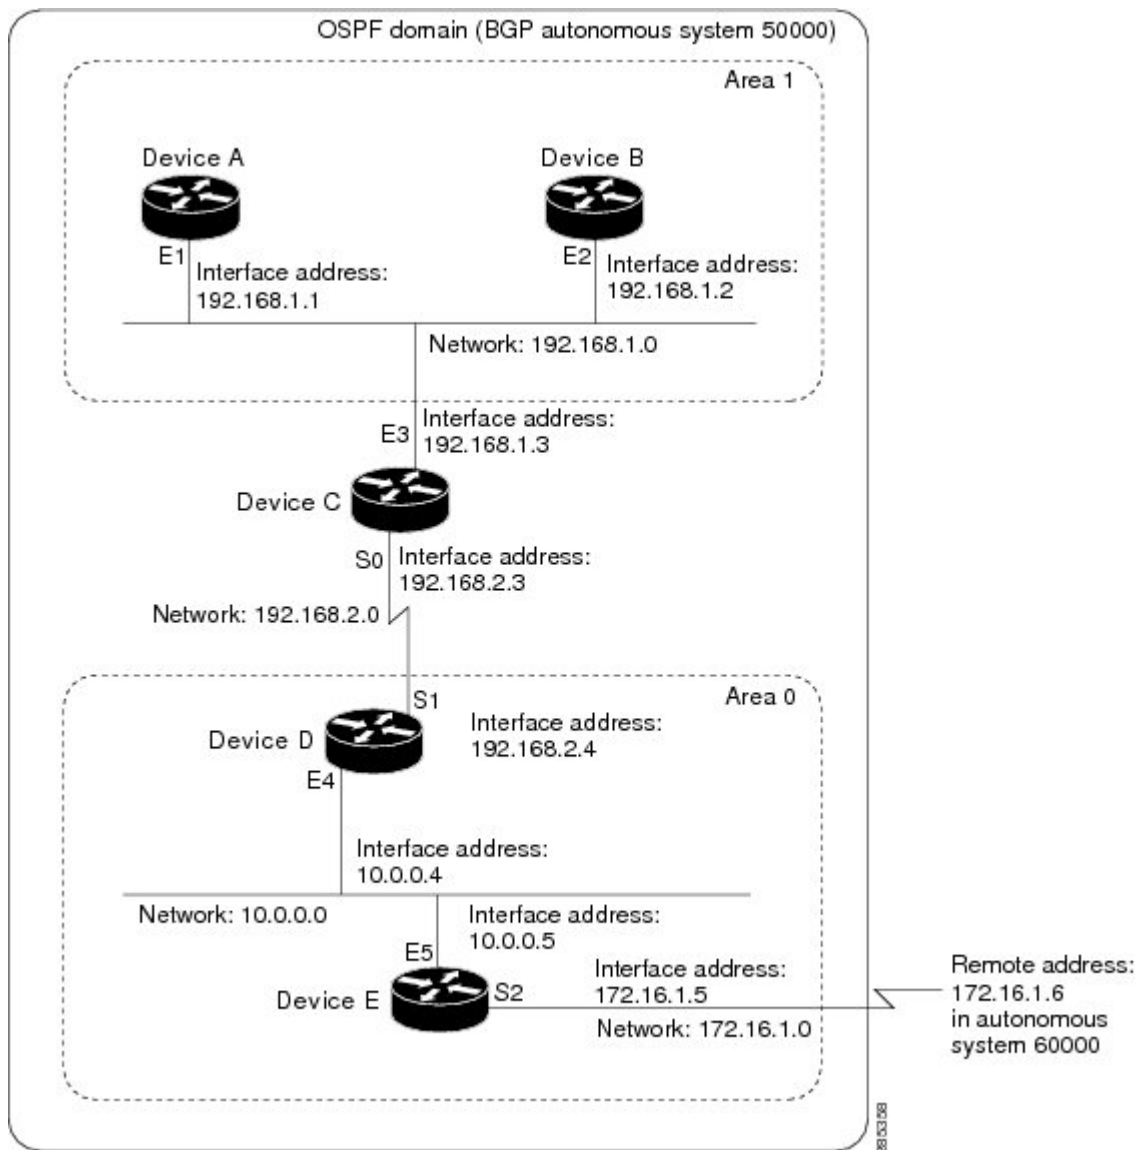 OSPF domain (BGP autonomous system 50000)
Area 1
Device A
Device B
E1
Interface address:
192.168.1.1
E2
Interface address:
192.168.1.2
Network: 192.168.1.0
E3
Interface address:
192.168.1.3
Device C
S0
Interface address:
192.168.2.3
Network: 192.168.2.0
Area 0
S1
Device D
Interface address:
192.168.2.4
E4
Interface address:
10.0.0.4
Network: 10.0.0.0
Interface address:
10.0.0.5
E5
Device E
S2
Interface address:
172.16.1.5
Network: 172.16.1.0
Remote address:
172.16.1.6
in autonomous
system 60000